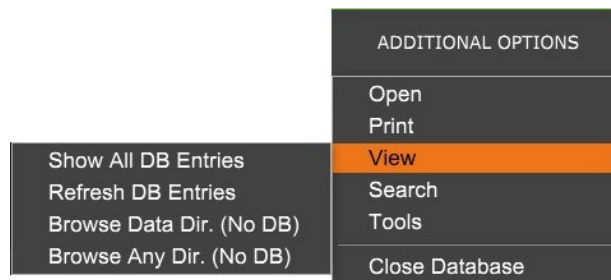 ADDITIONAL OPTIONS
Open
Print
View
Search
Tools
Close Database
Show All DB Entries
Refresh DB Entries
Browse Data Dir. (No DB)
Browse Any Dir. (No DB)